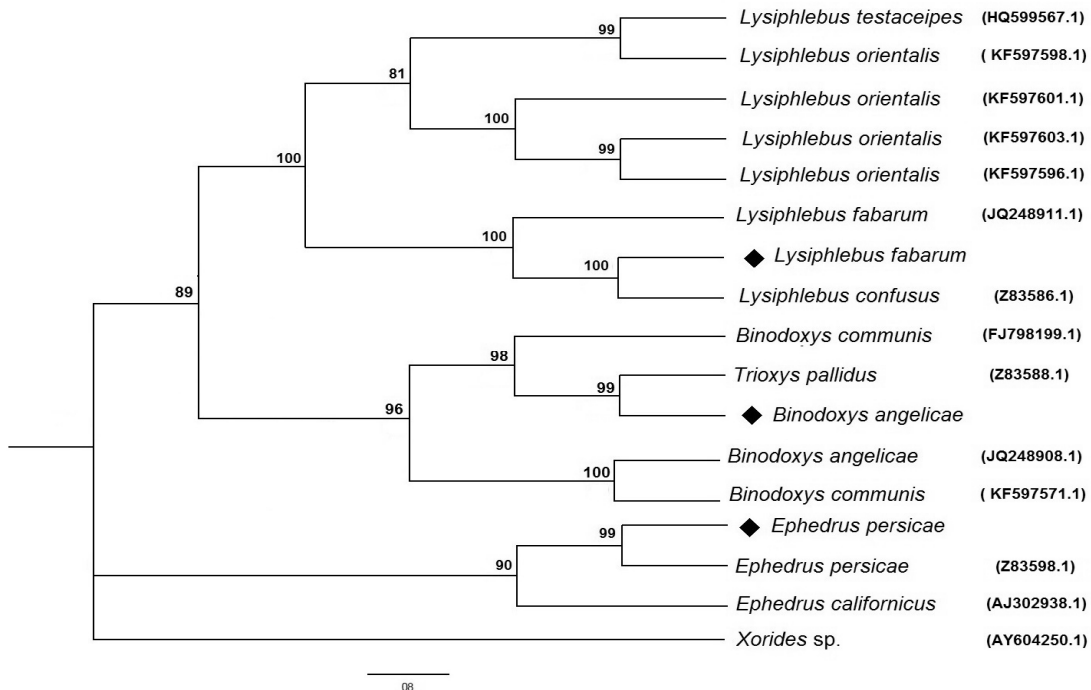 Lysiphlebus testaceipes (HQ599567.1)
99
Lysiphlebus orientalis ( KF597598.1)
81
Lysiphlebus orientalis (KF597601.1)
100
Lysiphlebus orientalis (KF597603.1)
99
Lysiphlebus orientalis (KF597596.1)
100
Lysiphlebus fabarum (JQ248911.1)
100
Lysiphlebus fabarum
100
Lysiphlebus confusus (Z83586.1)
89
Binodoxys communis (FJ798199.1)
98
Trioxys pallidus (Z83588.1)
99
Binodoxys angelicae
96
Binodoxys angelicae (JQ248908.1)
100
Binodoxys communis ( KF597571.1)
Ephedrus persicae
99
Ephedrus persicae (Z83598.1)
90
Ephedrus californicus (AJ302938.1)
Xorides sp. (AY604250.1)
08